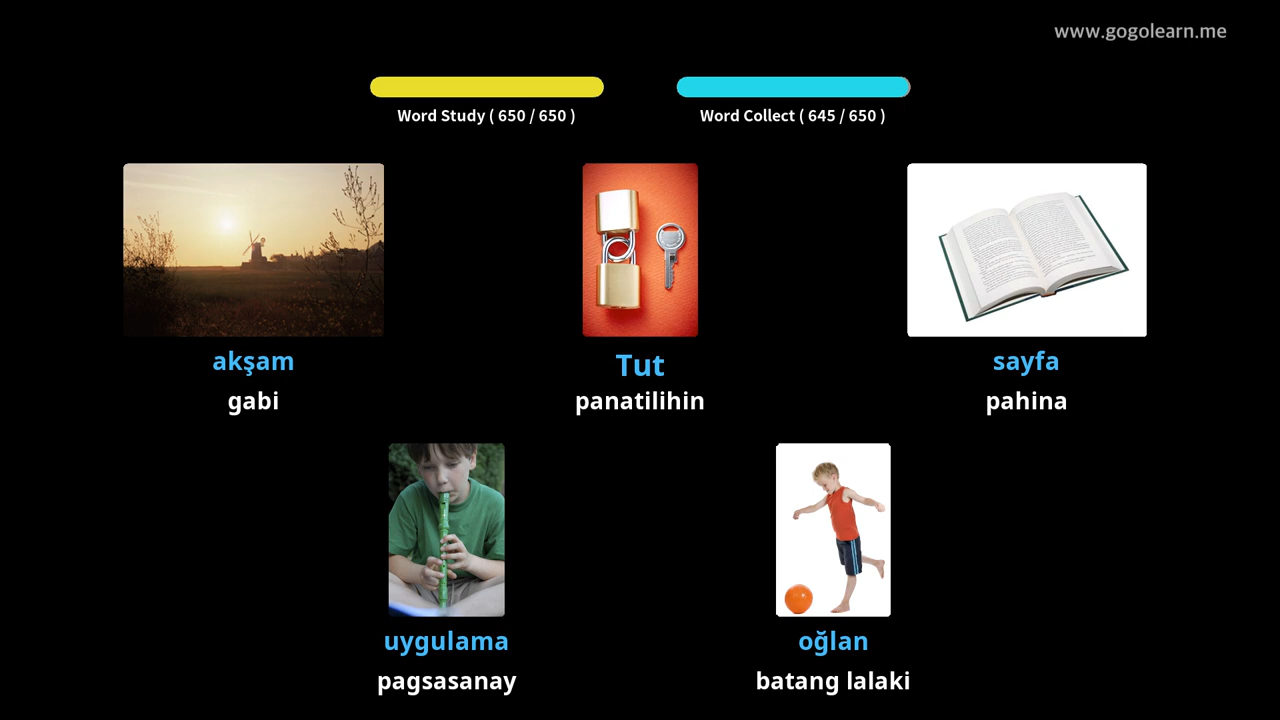 www.gogolearn.me
Word Study ( 650 / 650 )
Word Collect ( 645 / 650 )
akşam
gabi
Tut
panatilihin
sayfa
pahina
uygulama
pagsasanay
oğlan
batang lalaki